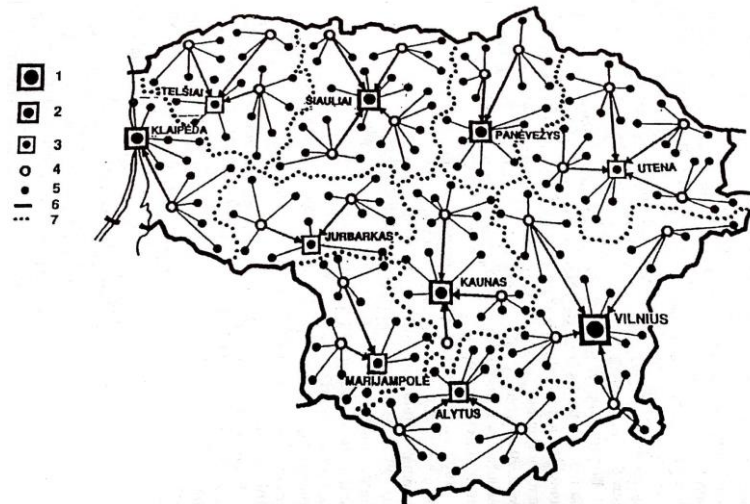 1
2
3
4
5
6
7
TELŠIAI
ŠIAULIAI
KLAIPĖDA
PANEVĖŽYS
UTENA
JURBARKAS
KAUNAS
VILNIUS
MARIJAMPOLĖ
ALYTUS